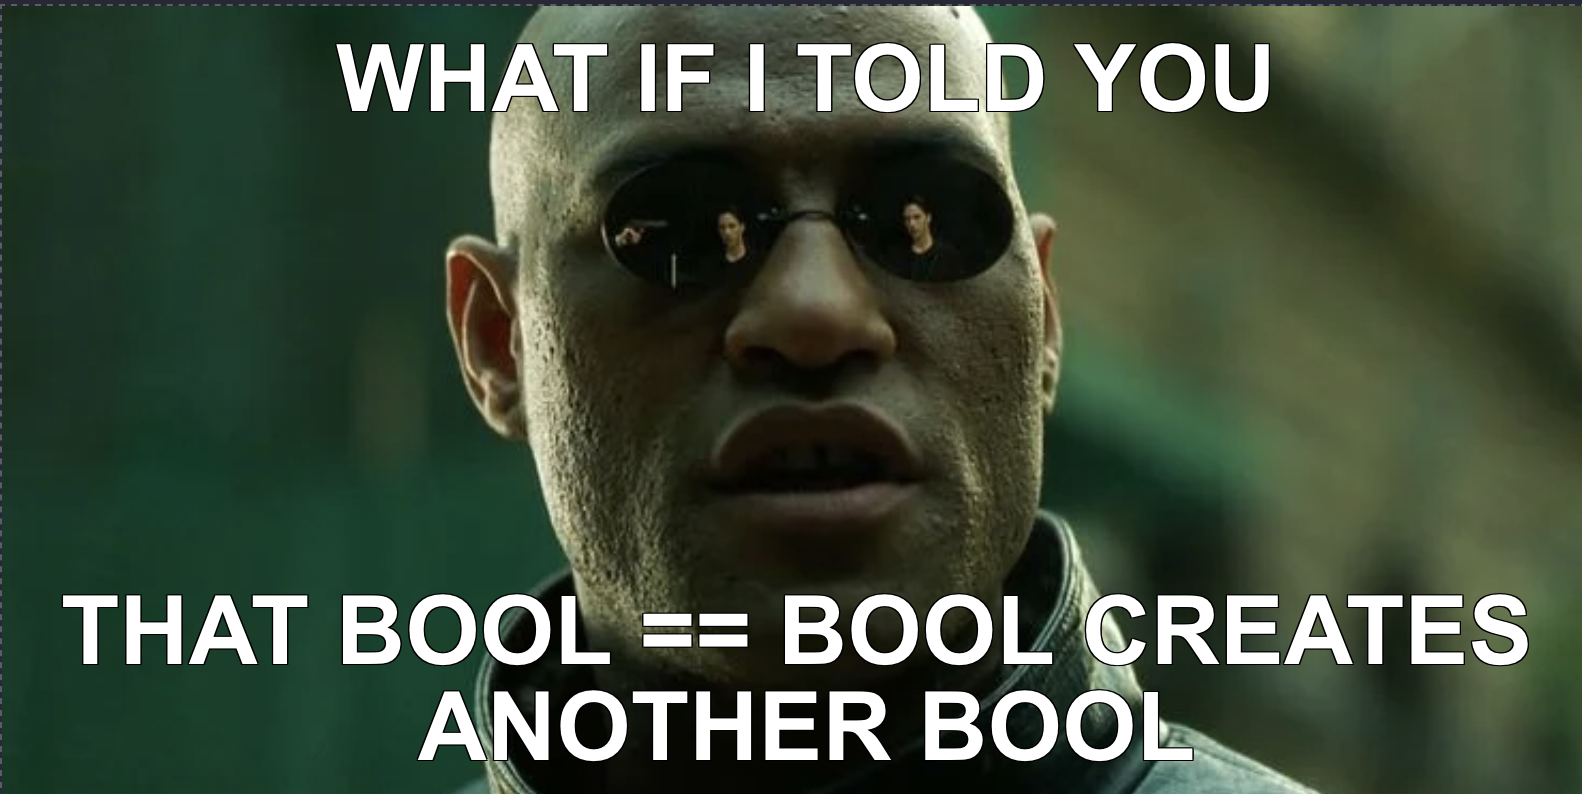 WHAT IF I TOLD YOU
THAT BOOL == BOOL CREATES
ANOTHER BOOL